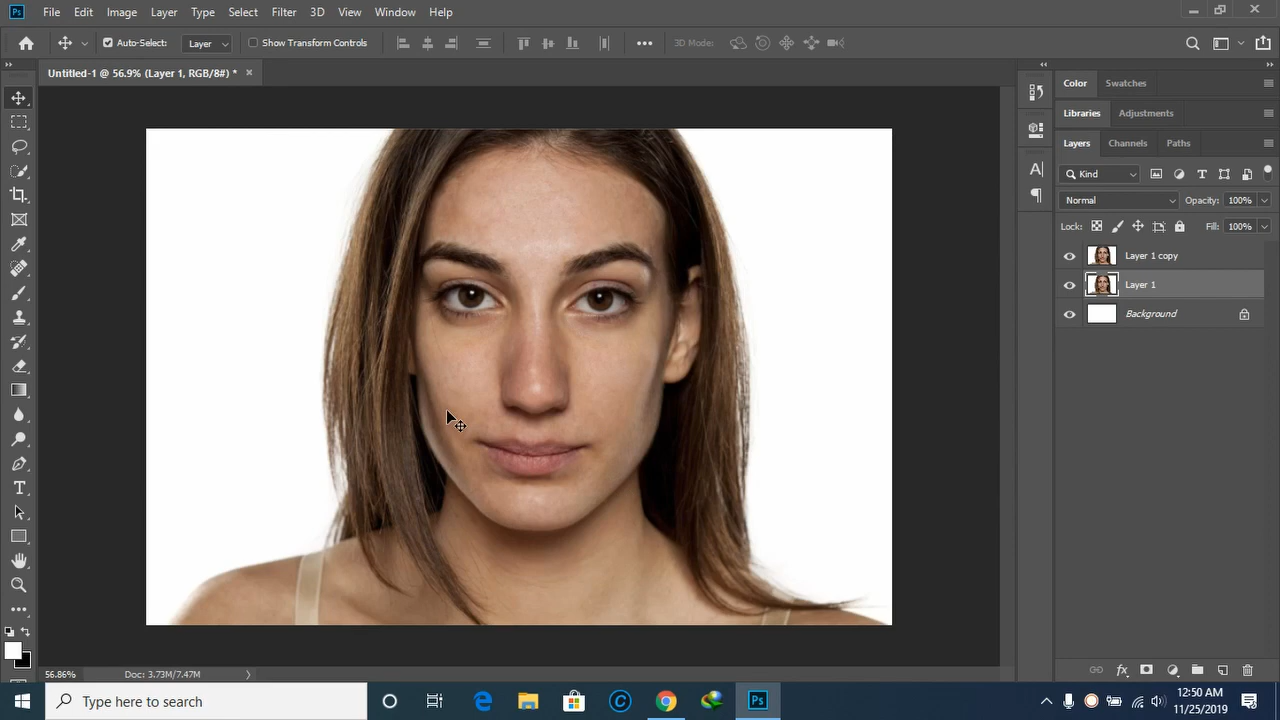 Ps File Edit Image Layer Type Select Filter 3D View Window Help
Auto-Select: Layer Show Transform Controls 3D Mode:
Untitled-1 @ 56.9% (Layer 1, RGB/8#) * ×
Color Swatches
Libraries Adjustments
Layers Channels Paths
Kind
Normal Opacity: 100%
Lock: Fill: 100%
Layer 1 copy
Layer 1
Background
56.86% Doc: 3.73M/7.47M
Type here to search
Ps
12:50 AM
11/25/2019